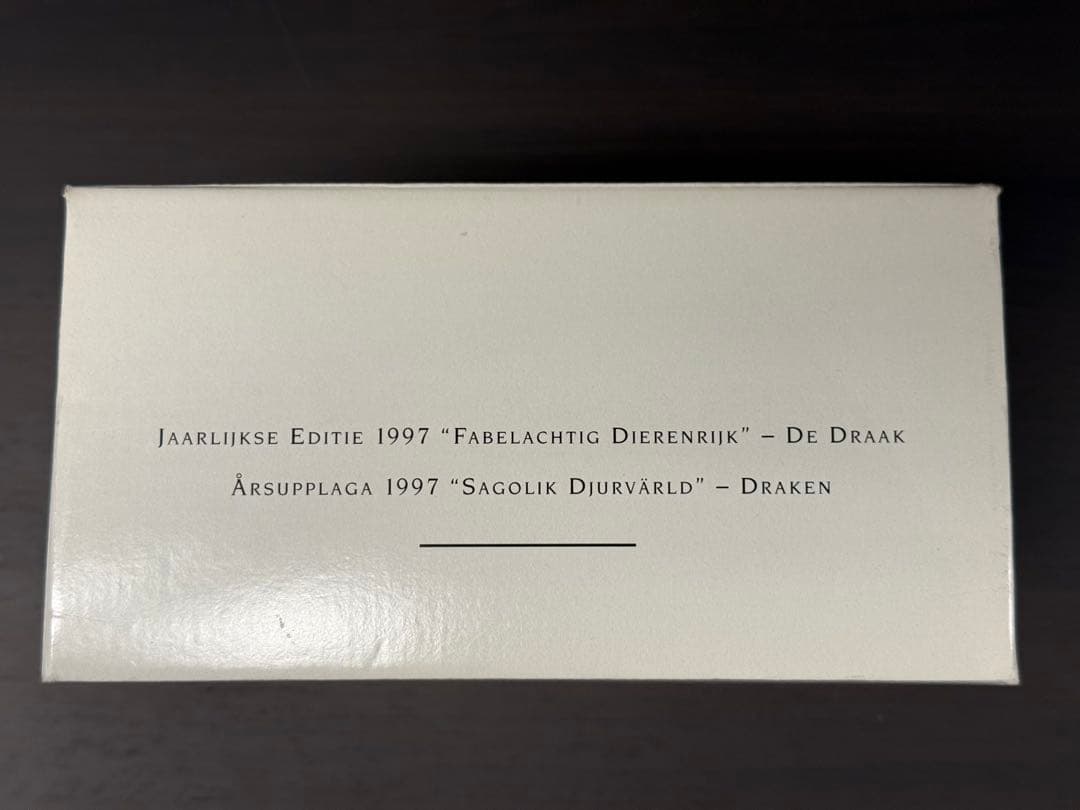 Jaarlijkse Editie 1997 “Fabelachtig Dierenrijk” – De Draak
Årsupplaga 1997 “Sagolik Djurvärld” – Draken